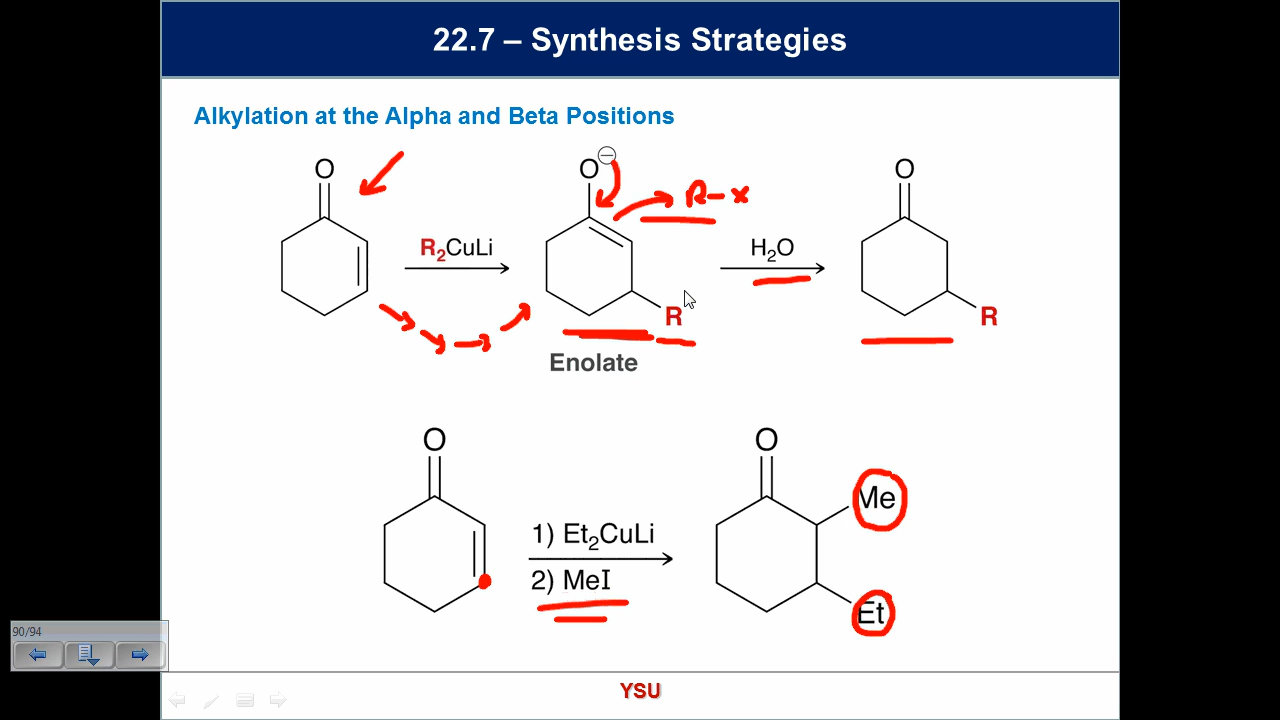 22.7 – Synthesis Strategies
Alkylation at the Alpha and Beta Positions
O
O −
R-x
O
R₂CuLi
H₂O
R
R
Enolate
O
O
Me
1) Et₂CuLi
2) MeI
Et
90/94
YSU